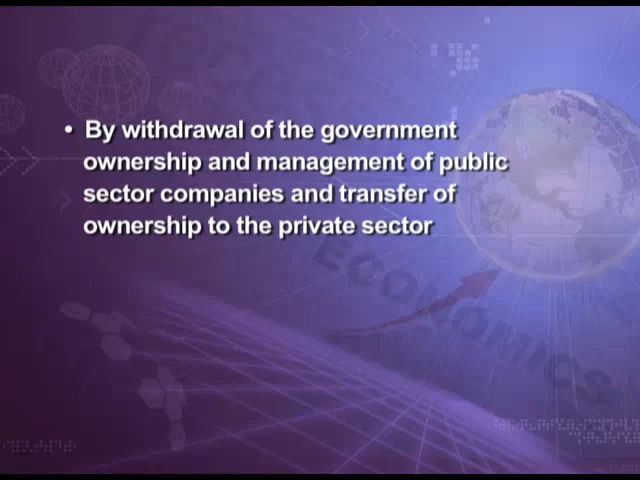 • By withdrawal of the government
ownership and management of public
sector companies and transfer of
ownership to the private sector
ECONOMICS